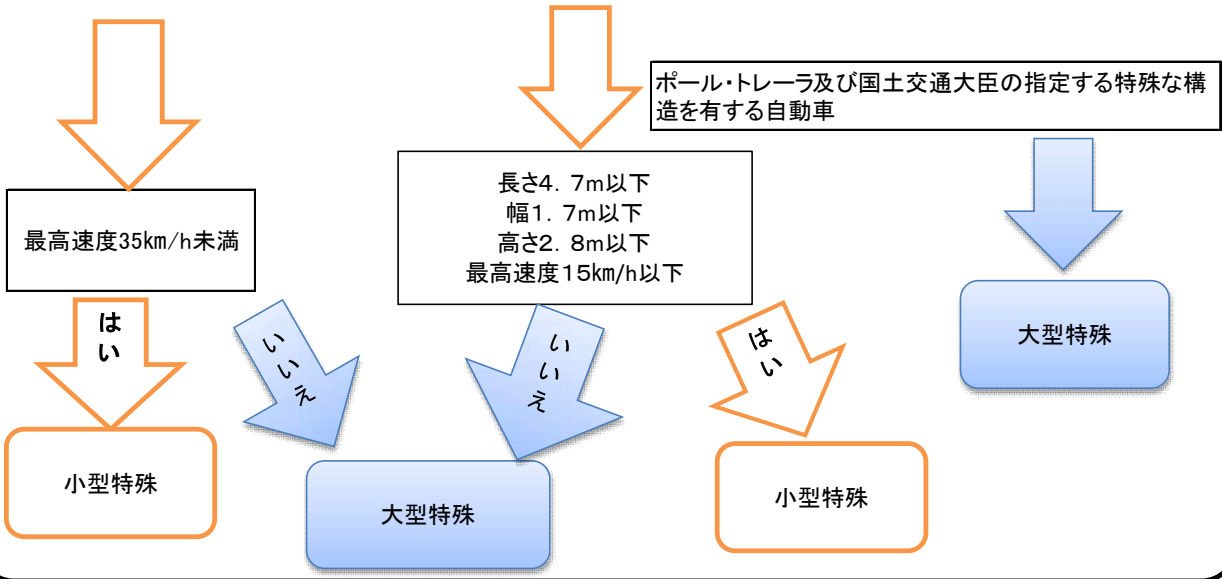 ポール・トレーラ及び国土交通大臣の指定する特殊な構
造を有する自動車
長さ4．7m以下
幅1．7m以下
高さ2．8m以下
最高速度15km/h以下
最高速度35km/h未満
はい
いいえ
いいえ
はい
大型特殊
小型特殊
大型特殊
小型特殊